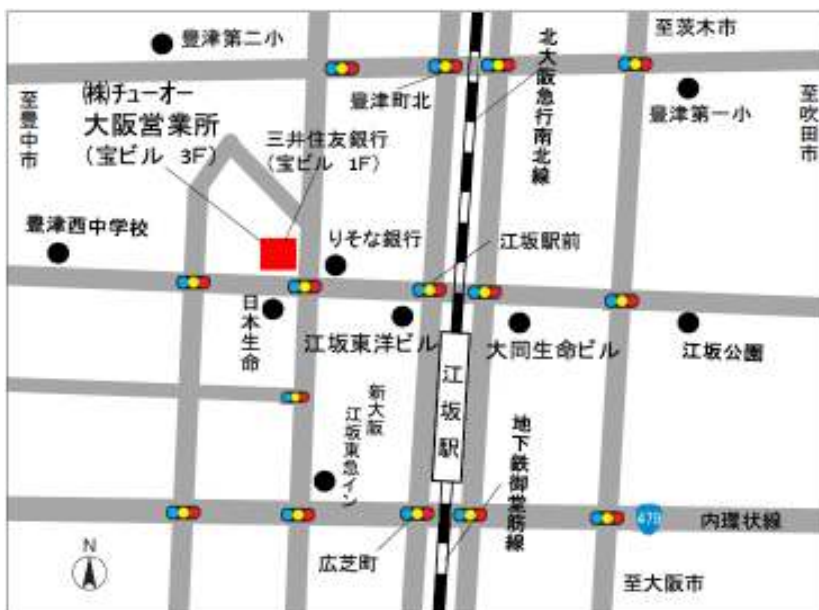 豊津第二小
至茨木市
北大阪急行南北線
至豊中市
㈱チューオー
大阪営業所
(宝ビル 3F)
三井住友銀行
(宝ビル 1F)
豊津町北
豊津第一小
至吹田市
豊津西中学校
りそな銀行
江坂駅前
日本生命
江坂東洋ビル
大同生命ビル
江坂公園
江坂駅
新大阪
江坂東急イン
地下鉄御堂筋線
479
内環状線
広芝町
至大阪市
N